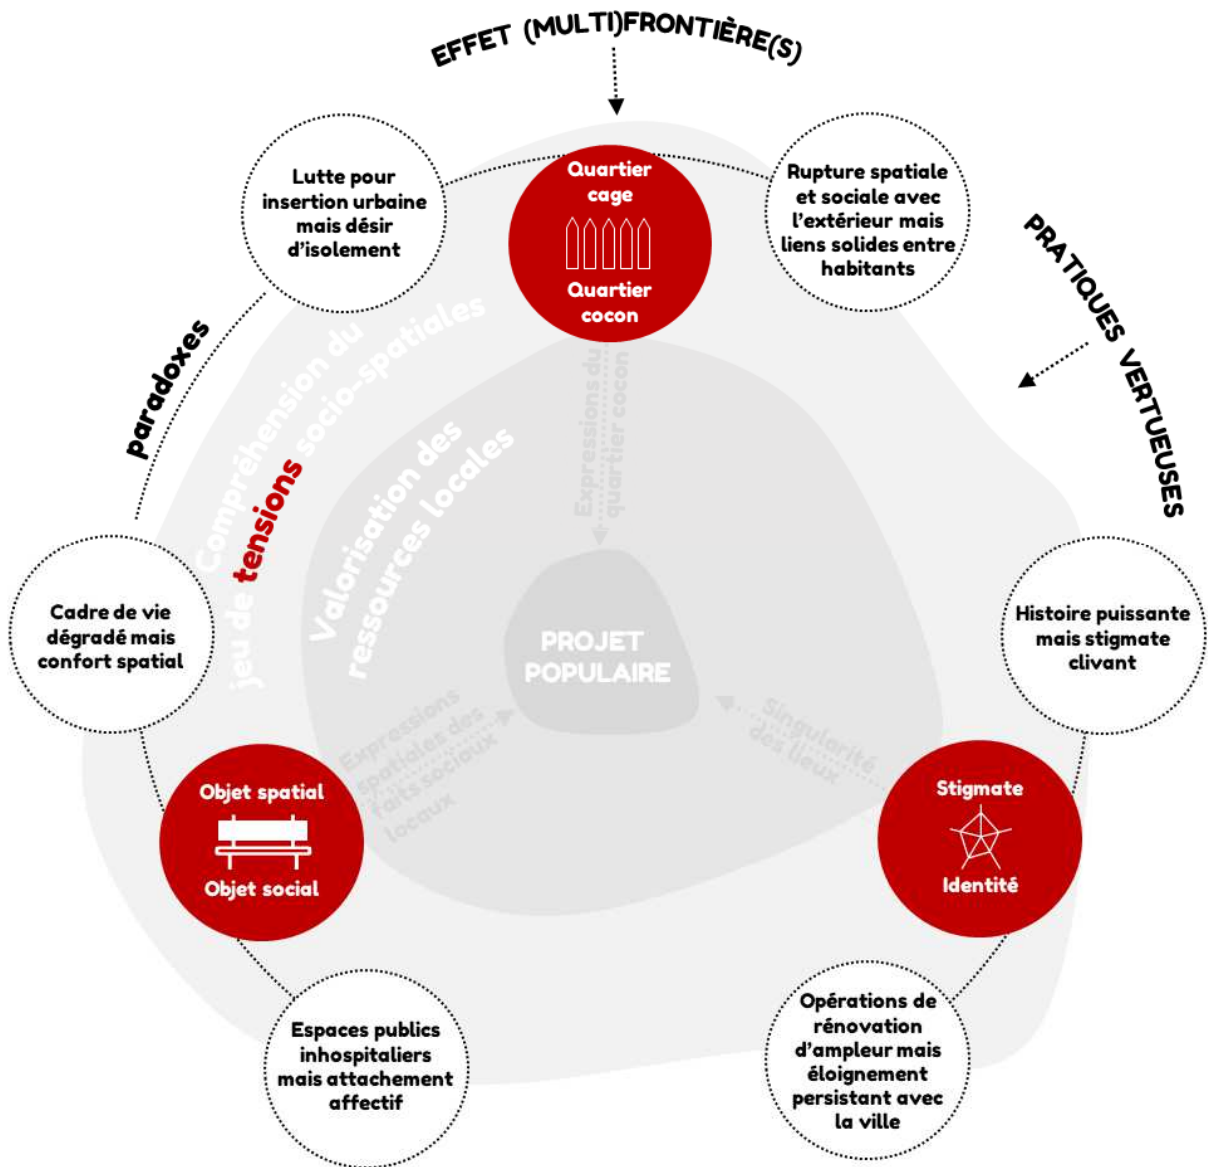 EFFET (MULTI)FRONTIÈRE(S)
Lutte pour
insertion urbaine
mais désir
d'isolement
Quartier
cage
Quartier
cocon
Rupture spatiale
et sociale avec
l'extérieur mais
liens solides entre
habitants
PRATIQUES VERTUEUSES
paradoxes
Compréhension du
jeu de tensions socio-spatiales
Valorisation des
ressources locales
Expressions du
quartier cocon
Cadre de vie
dégradé mais
confort spatial
PROJET
POPULAIRE
Histoire puissante
mais stigmate
clivant
Expressions
spatiales des
faits sociaux
locaux
Singularité
des lieux
Objet spatial
Objet social
Stigmate
Identité
Espaces publics
inhospitaliers
mais attachement
affectif
Opérations de
rénovation
d'ampleur mais
éloignement
persistant avec
la ville